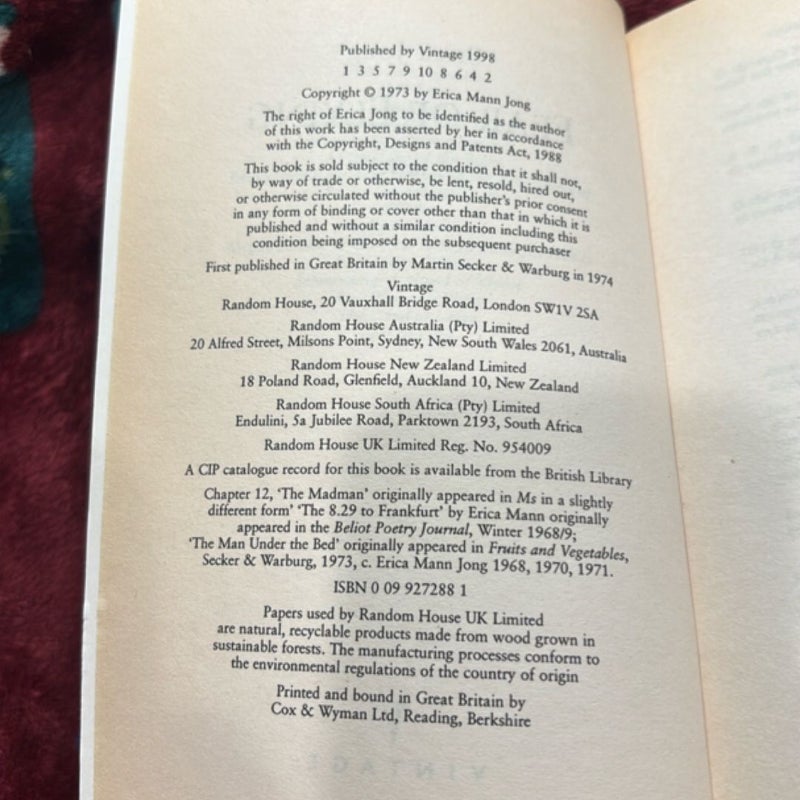 Published by Vintage 1998
1 3 5 7 9 10 8 6 4 2
Copyright © 1973 by Erica Mann Jong
The right of Erica Jong to be identified as the author
of this work has been asserted by her in accordance
with the Copyright, Designs and Patents Act, 1988
This book is sold subject to the condition that it shall not,
by way of trade or otherwise, be lent, resold, hired out,
or otherwise circulated without the publisher's prior consent
in any form of binding or cover other than that in which it is
published and without a similar condition including this
condition being imposed on the subsequent purchaser
First published in Great Britain by Martin Secker & Warburg in 1974
Vintage
Random House, 20 Vauxhall Bridge Road, London SW1V 2SA
Random House Australia (Pty) Limited
20 Alfred Street, Milsons Point, Sydney, New South Wales 2061, Australia
Random House New Zealand Limited
18 Poland Road, Glenfield, Auckland 10, New Zealand
Random House South Africa (Pty) Limited
Endulini, 5a Jubilee Road, Parktown 2193, South Africa
Random House UK Limited Reg. No. 954009
A CIP catalogue record for this book is available from the British Library
Chapter 12, 'The Madman' originally appeared in Ms in a slightly
different form' 'The 8.29 to Frankfurt' by Erica Mann originally
appeared in the Beliot Poetry Journal, Winter 1968/9;
'The Man Under the Bed' originally appeared in Fruits and Vegetables,
Secker & Warburg, 1973, c. Erica Mann Jong 1968, 1970, 1971.
ISBN 0 09 927288 1
Papers used by Random House UK Limited
are natural, recyclable products made from wood grown in
sustainable forests. The manufacturing processes conform to
the environmental regulations of the country of origin
Printed and bound in Great Britain by
Cox & Wyman Ltd, Reading, Berkshire